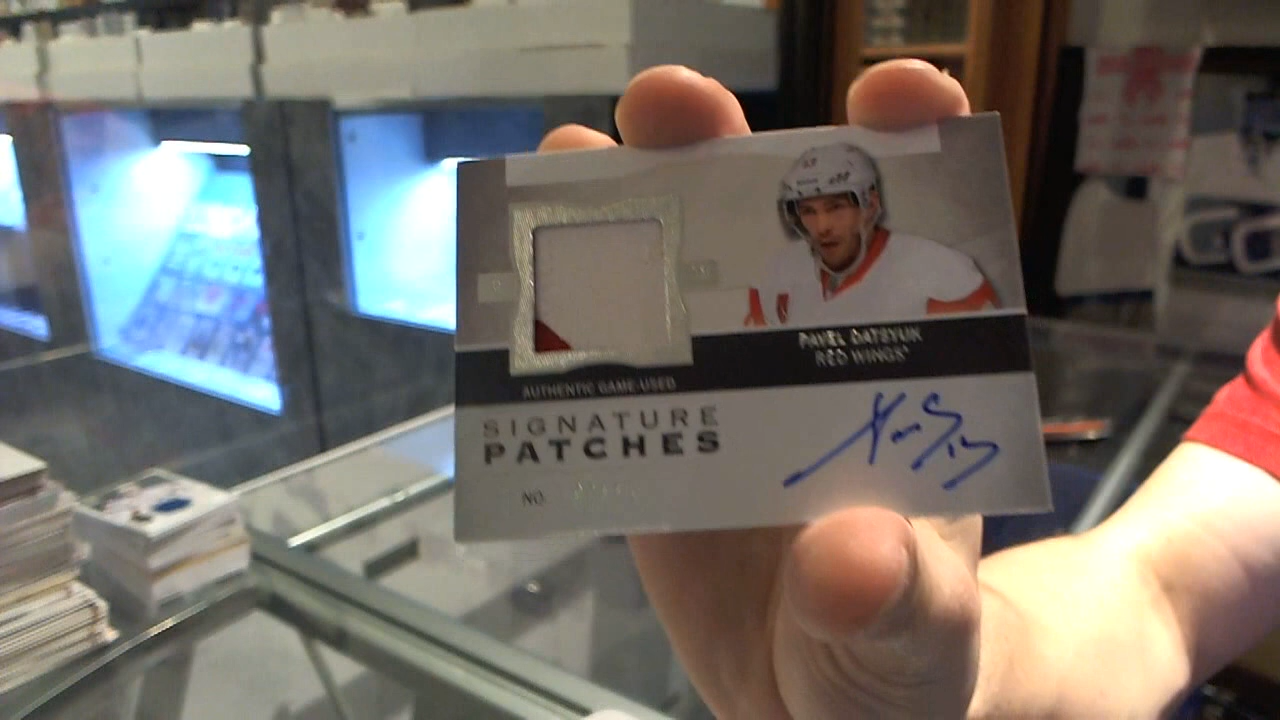 PAVEL DATSYUK
RED WINGS
AUTHENTIC GAME-USED
SIGNATURE
PATCHES
NO